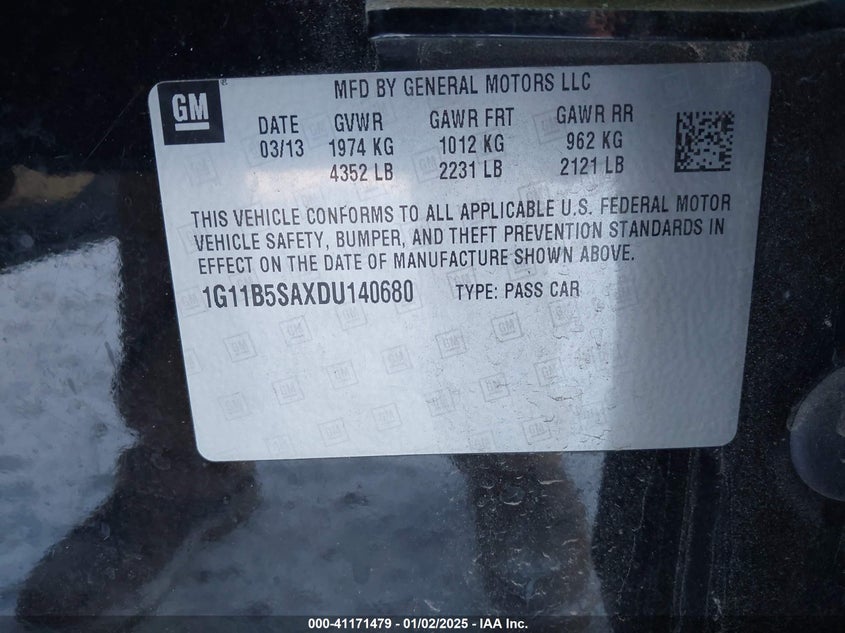 GM ®
MFD BY GENERAL MOTORS LLC
DATE GVWR GAWR FRT GAWR RR
03/13 1974 KG 1012 KG 962 KG
4352 LB 2231 LB 2121 LB
THIS VEHICLE CONFORMS TO ALL APPLICABLE U.S. FEDERAL MOTOR
VEHICLE SAFETY, BUMPER, AND THEFT PREVENTION STANDARDS IN
EFFECT ON THE DATE OF MANUFACTURE SHOWN ABOVE.
1G11B5SAXDU140680 TYPE: PASS CAR
000-41171479 - 01/02/2025 - IAA Inc.